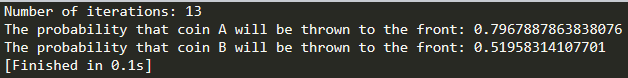 Number of iterations: 13
The probability that coin A will be thrown to the front: 0.7967887863838076
The probability that coin B will be thrown to the front: 0.51958314107701
[Finished in 0.1s]